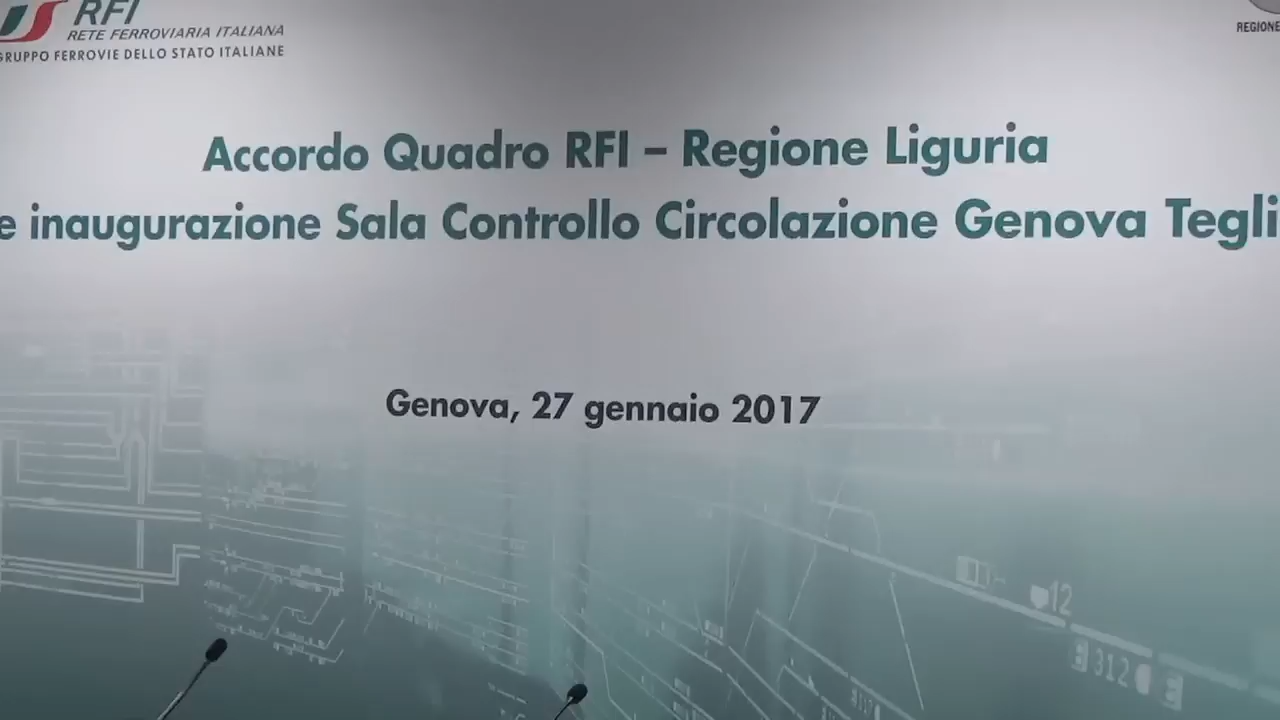 RFI
RETE FERROVIARIA ITALIANA
GRUPPO FERROVIE DELLO STATO ITALIANE
REGIONE
Accordo Quadro RFI – Regione Liguria
e inaugurazione Sala Controllo Circolazione Genova Tegli
Genova, 27 gennaio 2017
12
312